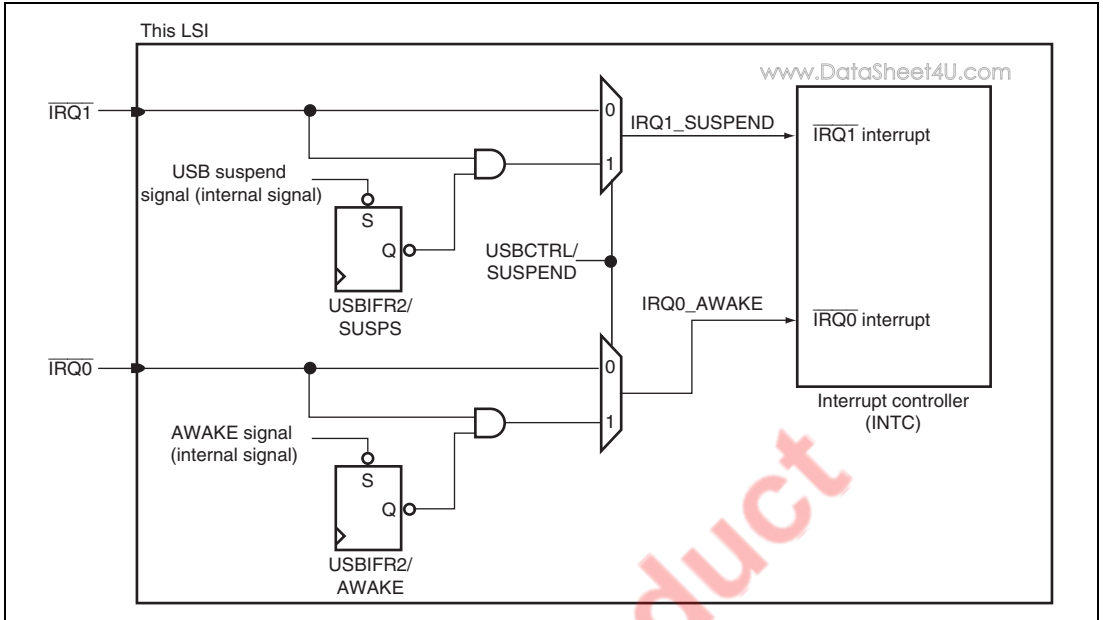 This LSI
www.DataSheet4U.com
IRQ1
0
IRQ1_SUSPEND
IRQ1 interrupt
1
USB suspend
signal (internal signal)
S
Q
USBCTRL/
SUSPEND
USBIFR2/
SUSPS
IRQ0_AWAKE
IRQ0 interrupt
IRQ0
0
1
Interrupt controller
(INTC)
AWAKE signal
(internal signal)
S
Q
USBIFR2/
AWAKE
duct